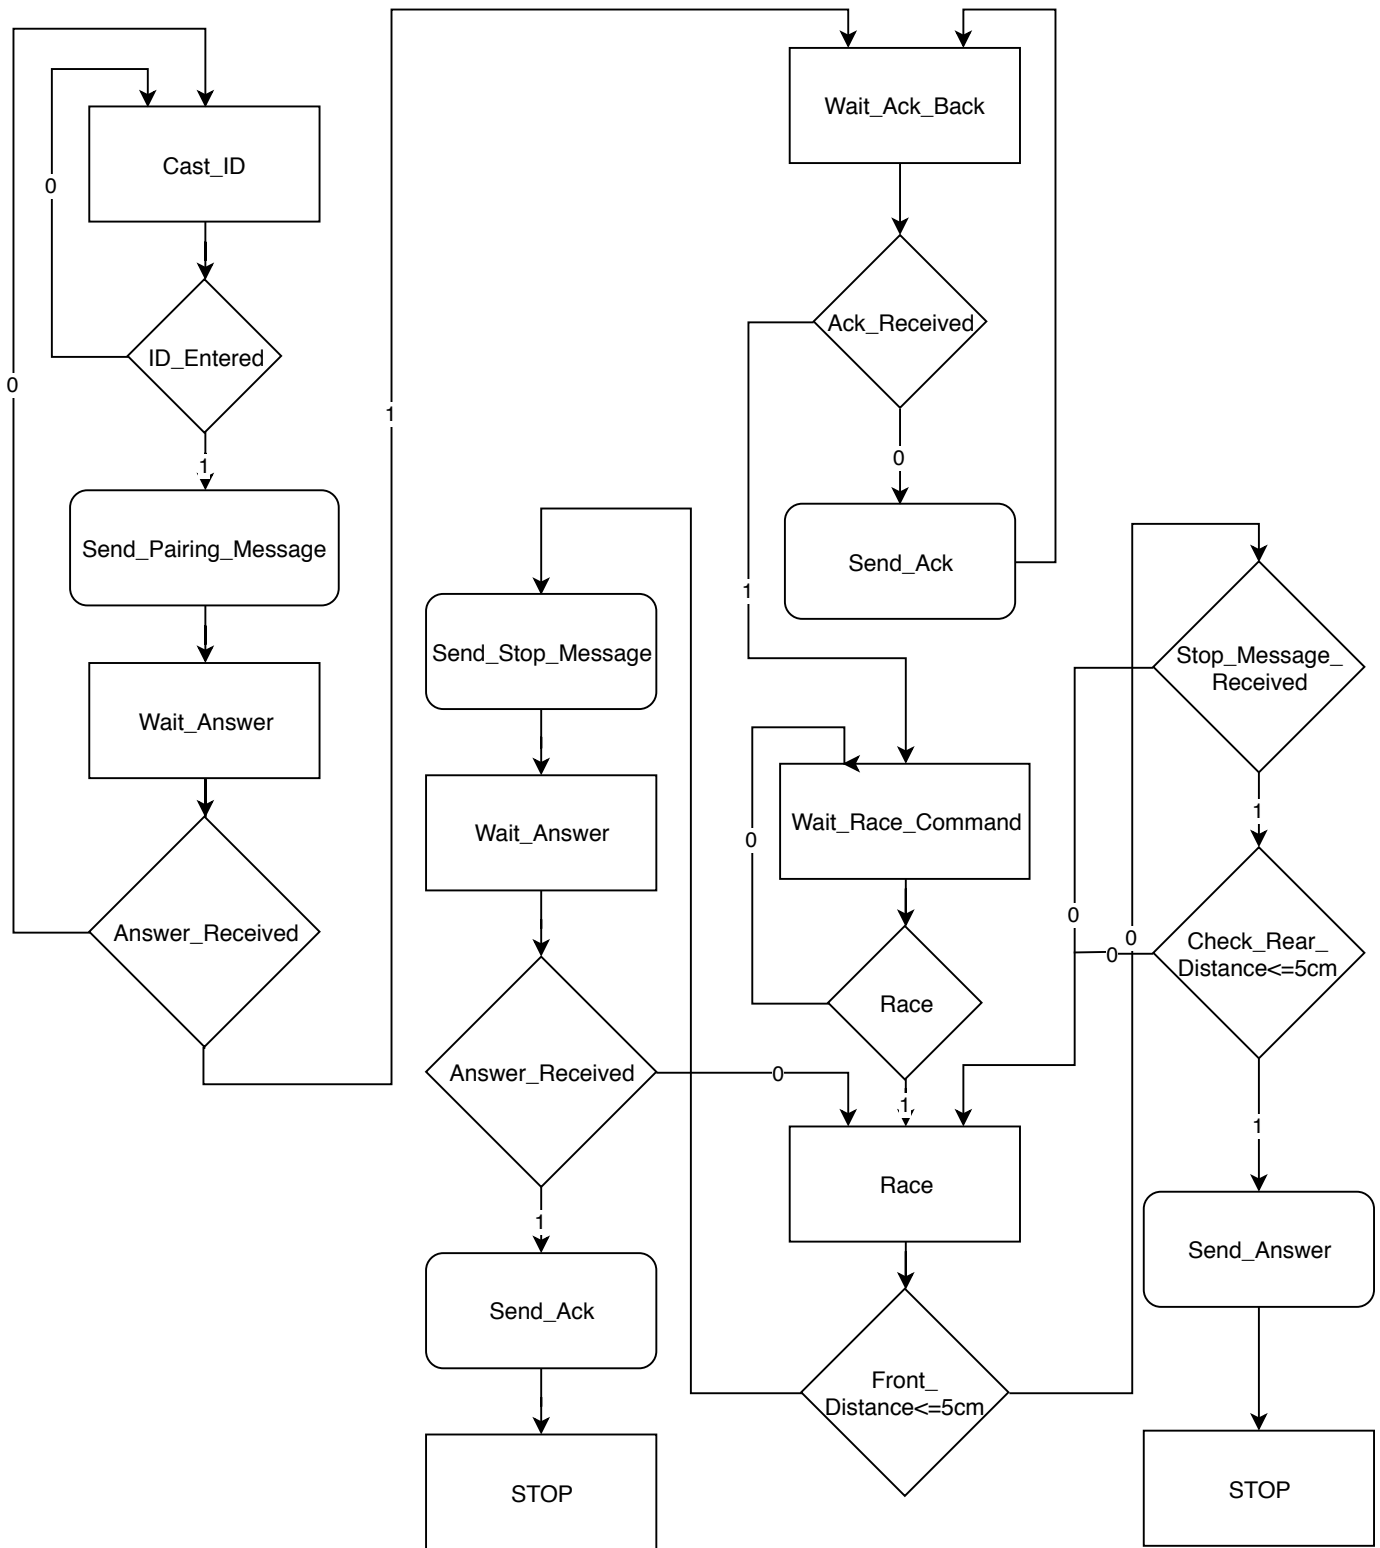 Cast_ID
0
ID_Entered
0
1
Send_Pairing_Message
Wait_Answer
Answer_Received
1
Wait_Ack_Back
Ack_Received
0
Send_Ack
1
Send_Stop_Message
Wait_Answer
Answer_Received
0
1
Send_Ack
STOP
Wait_Race_Command
0
Race
1
Race
Front_
Distance<=5cm
0
Stop_Message_
Received
0
1
Check_Rear_
Distance<=5cm
0
1
Send_Answer
STOP